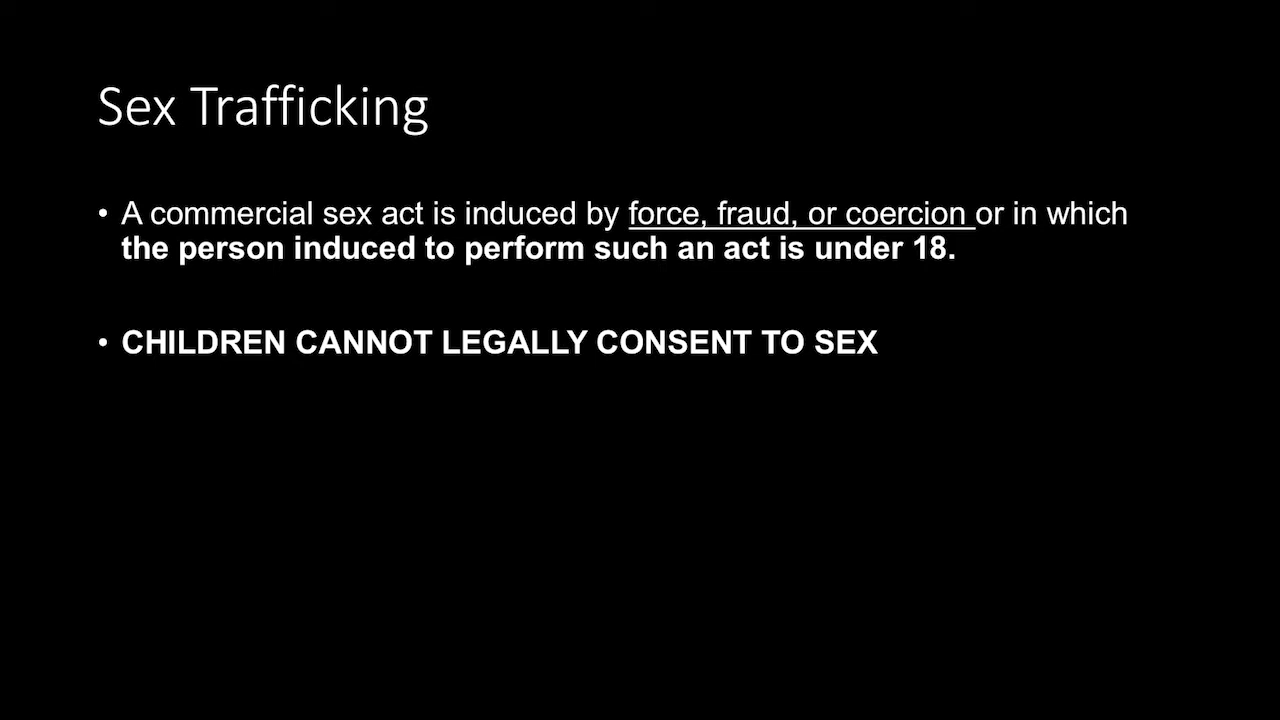 Sex Trafficking
• A commercial sex act is induced by force, fraud, or coercion or in which
the person induced to perform such an act is under 18.
• CHILDREN CANNOT LEGALLY CONSENT TO SEX